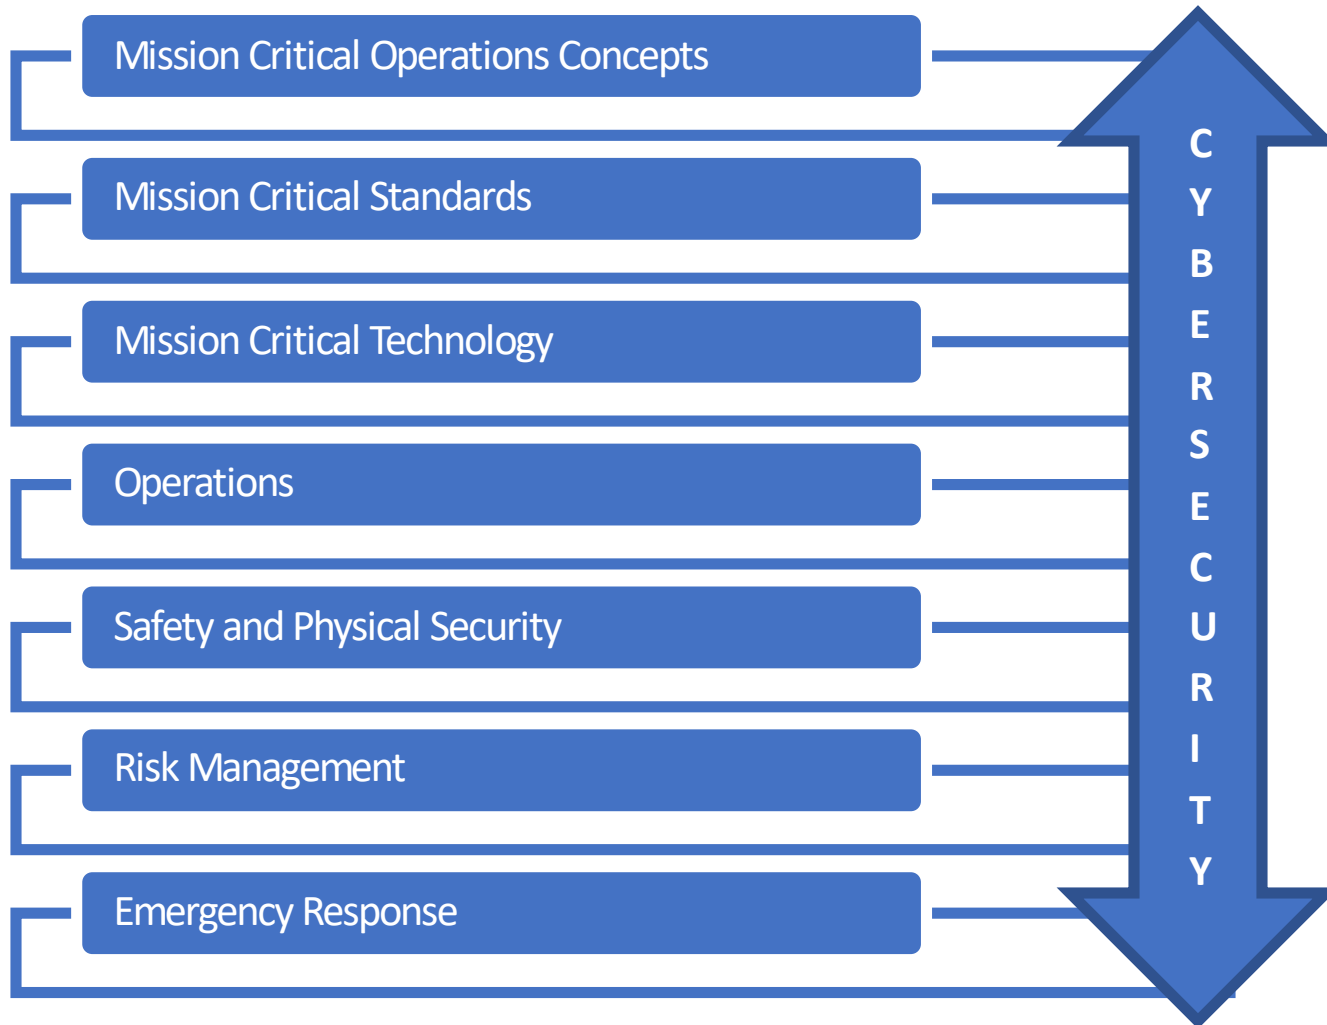 Mission Critical Operations Concepts
Mission Critical Standards
Mission Critical Technology
Operations
Safety and Physical Security
Risk Management
Emergency Response
C
Y
B
E
R
S
E
C
U
R
I
T
Y